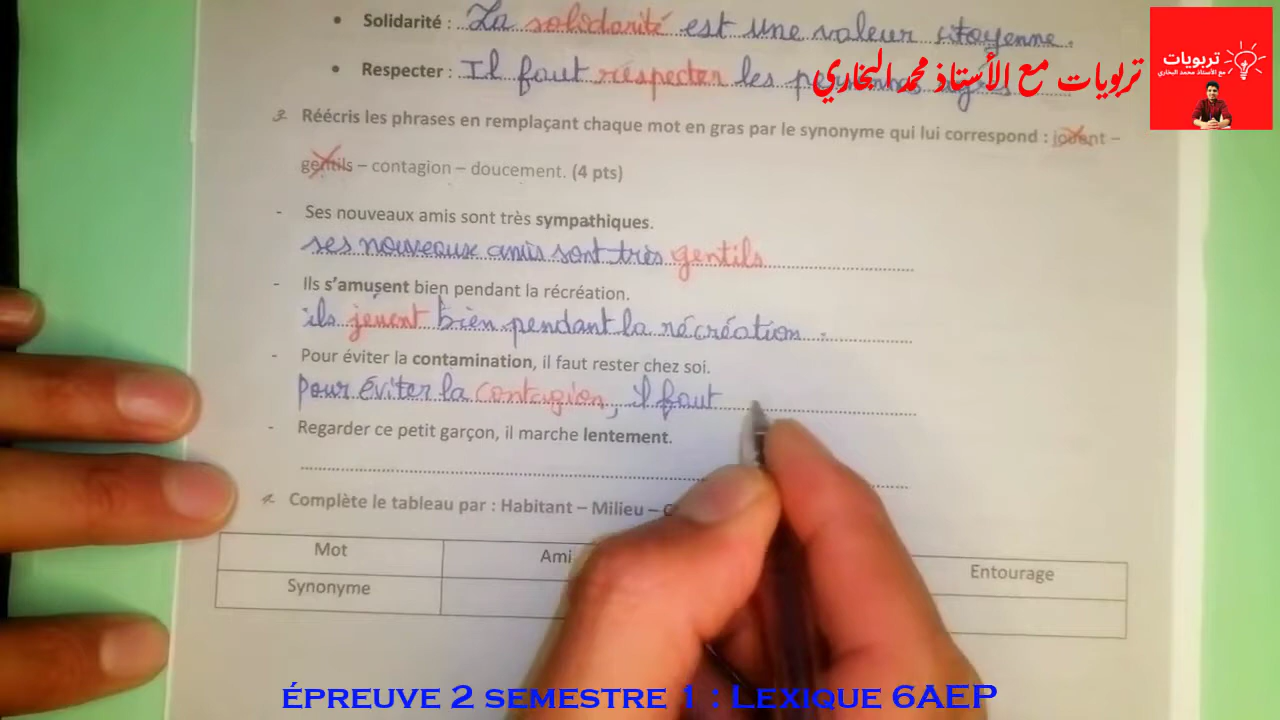 • Solidarité : La solidarité est une valeur citoyenne.
• Respecter : Il faut respecter les
تربويات مع الأستاذ محمد البخاري
تربويات
مع الأستاذ محمد البخاري
3. Réécris les phrases en remplaçant chaque mot en gras par le synonyme qui lui correspond : jouent –
gentils – contagion – doucement. (4 pts)
- Ses nouveaux amis sont très sympathiques.
ses nouveaux amis sont très gentils
- Ils s'amusent bien pendant la récréation.
ils jeuent bien pendant la récréation.
- Pour éviter la contamination, il faut rester chez soi.
Pour éviter la contagion, il faut
- Regarder ce petit garçon, il marche lentement.
4. Complète le tableau par : Habitant – Milieu –
Mot Ami Entourage
Synonyme
épreuve 2 semestre 1 : Lexique 6AEP